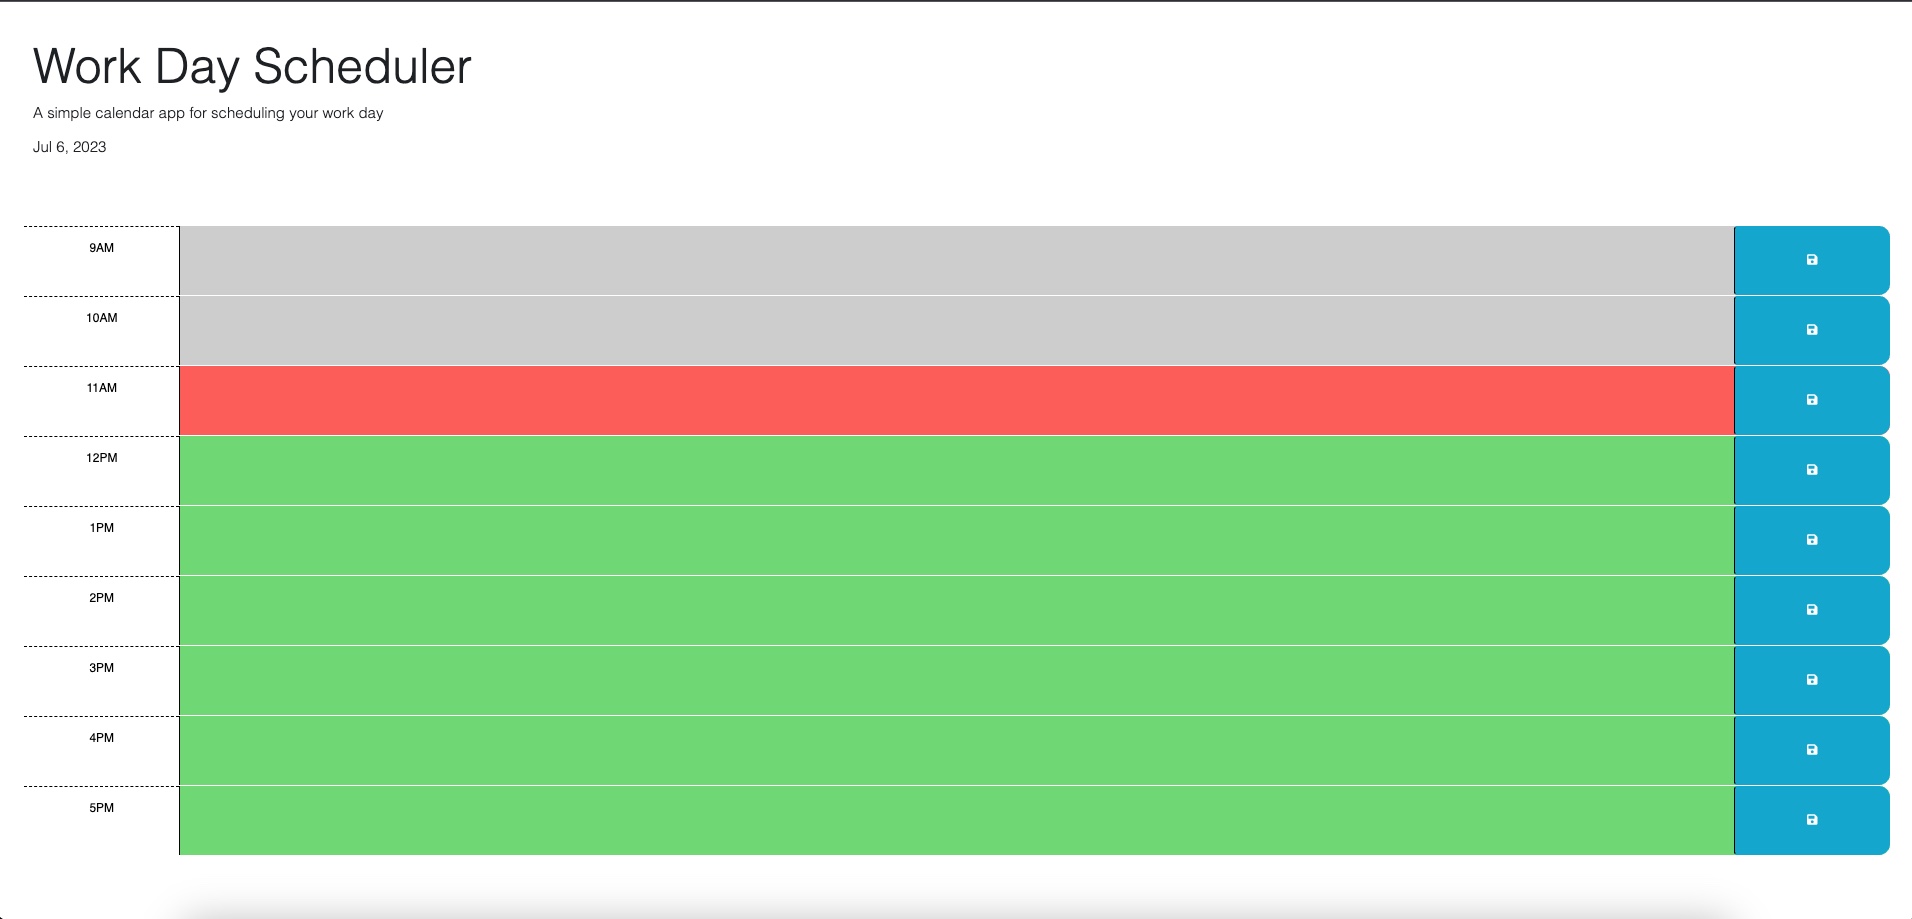 Work Day Scheduler
A simple calendar app for scheduling your work day
Jul 6, 2023
9AM
10AM
11AM
12PM
1PM
2PM
3PM
4PM
5PM